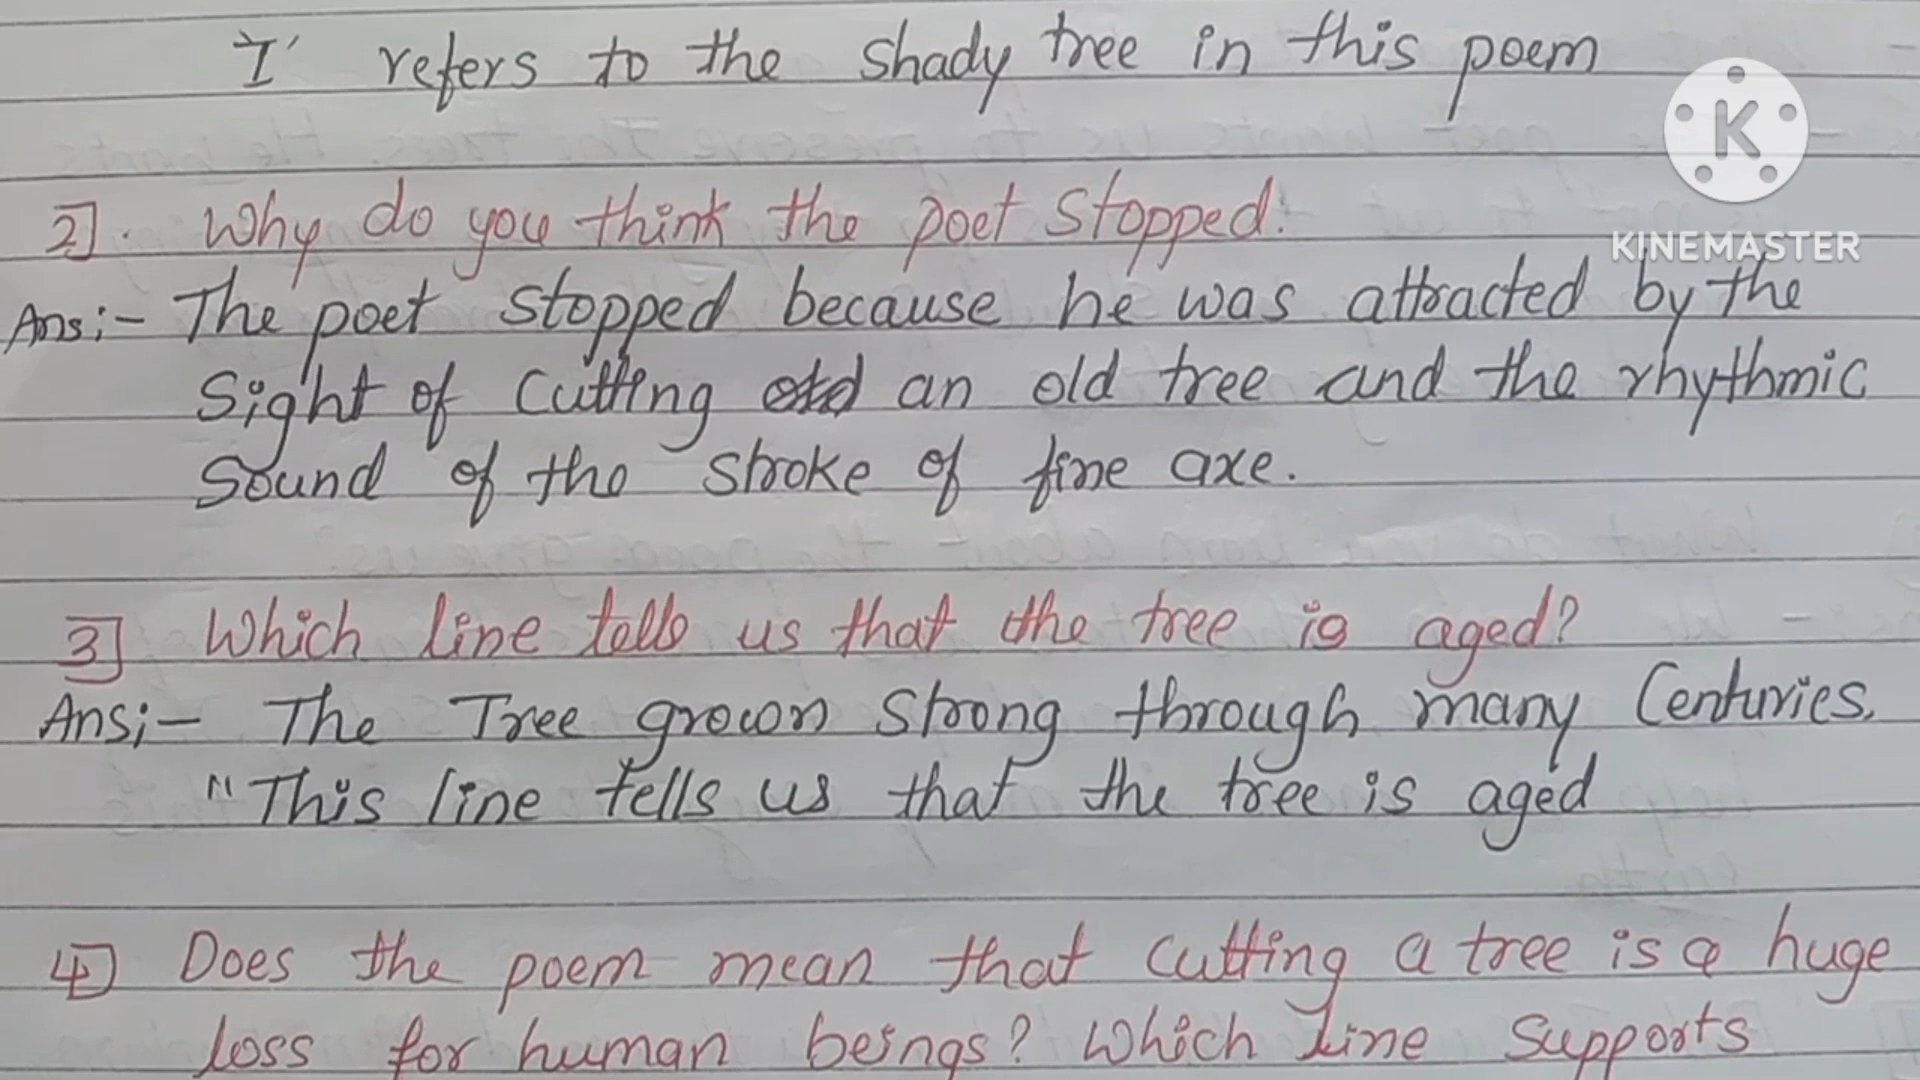 'I' refers to the shady tree in this poem
K
KINEMASTER
2]. Why do you think the poet stopped.
Ans:- The poet stopped because he was attracted by the
Sight of Cutting an old tree and the rhythmic
Sound of the stroke of fine axe.
3] Which line tells us that the tree is aged?
Ans;- The Tree grown strong through many Centuries.
"This line tells us that the tree is aged
4] Does the poem mean that cutting a tree is a huge
loss for human beings? Which line supports